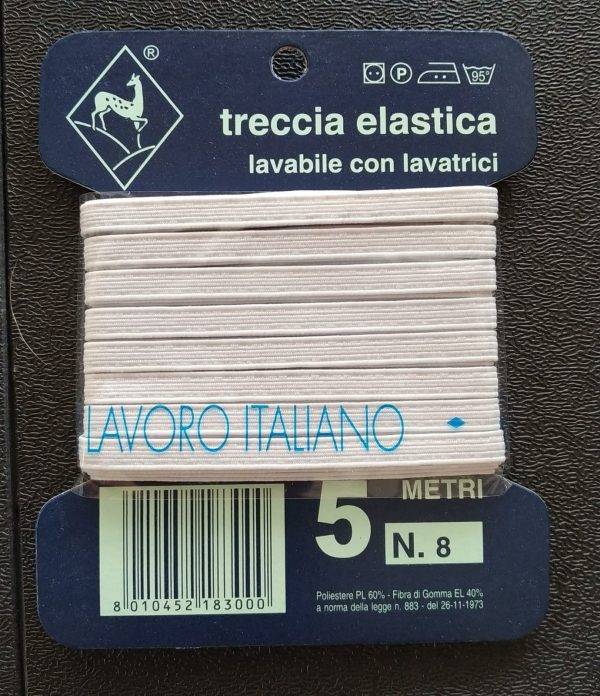 ®
P
95°
treccia elastica
lavabile con lavatrici
LAVORO ITALIANO
5 METRI
N. 8
8 010452 183000
Poliestere PL 60% - Fibra di Gomma EL 40%
a norma della legge n. 883 - del 26-11-1973